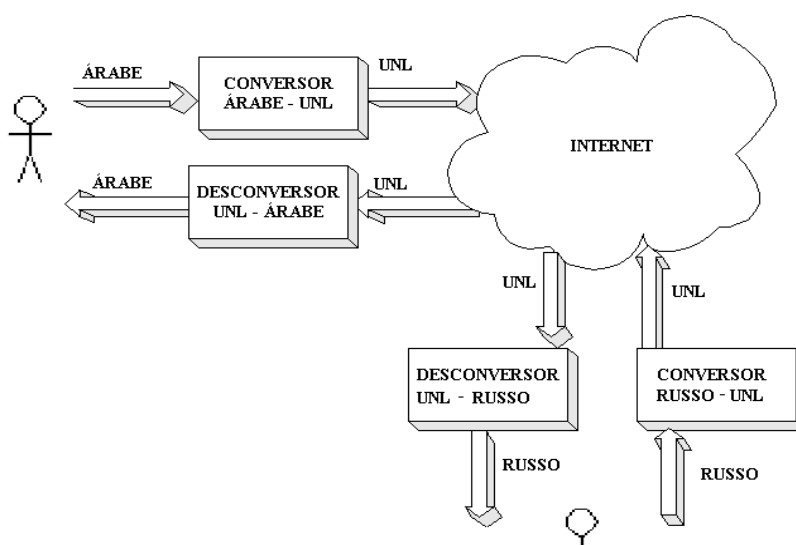 ÁRABE
CONVERSOR
ÁRABE - UNL
UNL
INTERNET
ÁRABE
DESCONVERSOR
UNL - ÁRABE
UNL
UNL
UNL
DESCONVERSOR
UNL - RUSSO
CONVERSOR
RUSSO - UNL
RUSSO
RUSSO